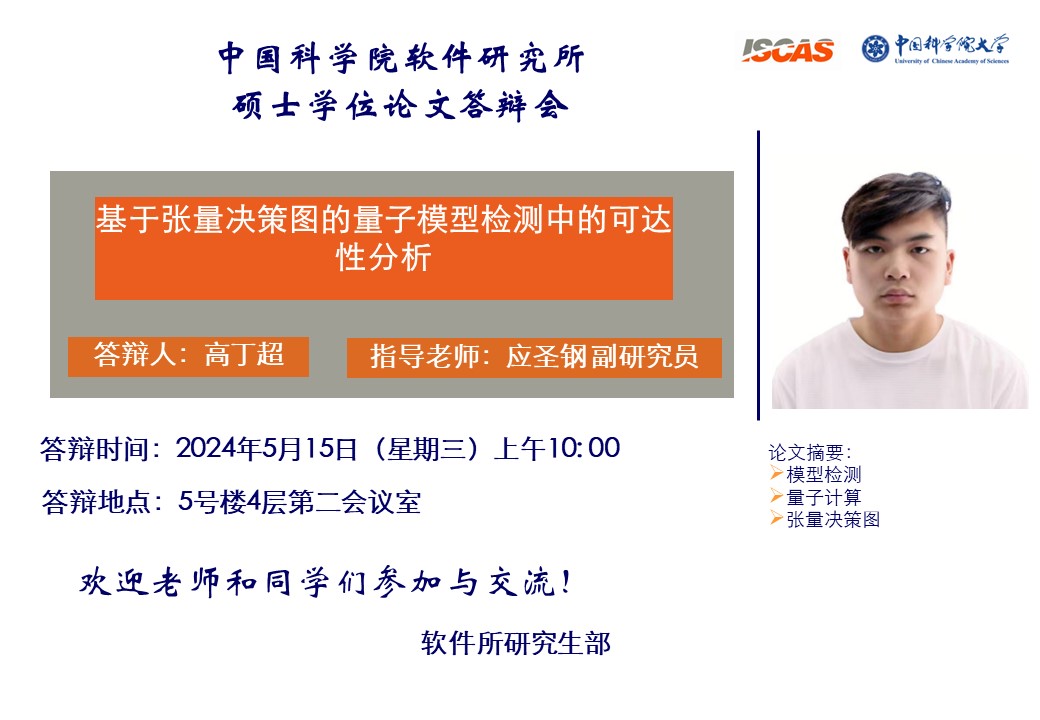 中国科学院软件研究所
硕士学位论文答辩会
ISCAS
中国科学院大学
University of Chinese Academy of Sciences
基于张量决策图的量子模型检测中的可达
性分析
答辩人：高丁超
指导老师：应圣钢副研究员
答辩时间：2024年5月15日（星期三）上午10:00
答辩地点：5号楼4层第二会议室
论文摘要：
模型检测
量子计算
张量决策图
欢迎老师和同学们参加与交流！
软件所研究生部